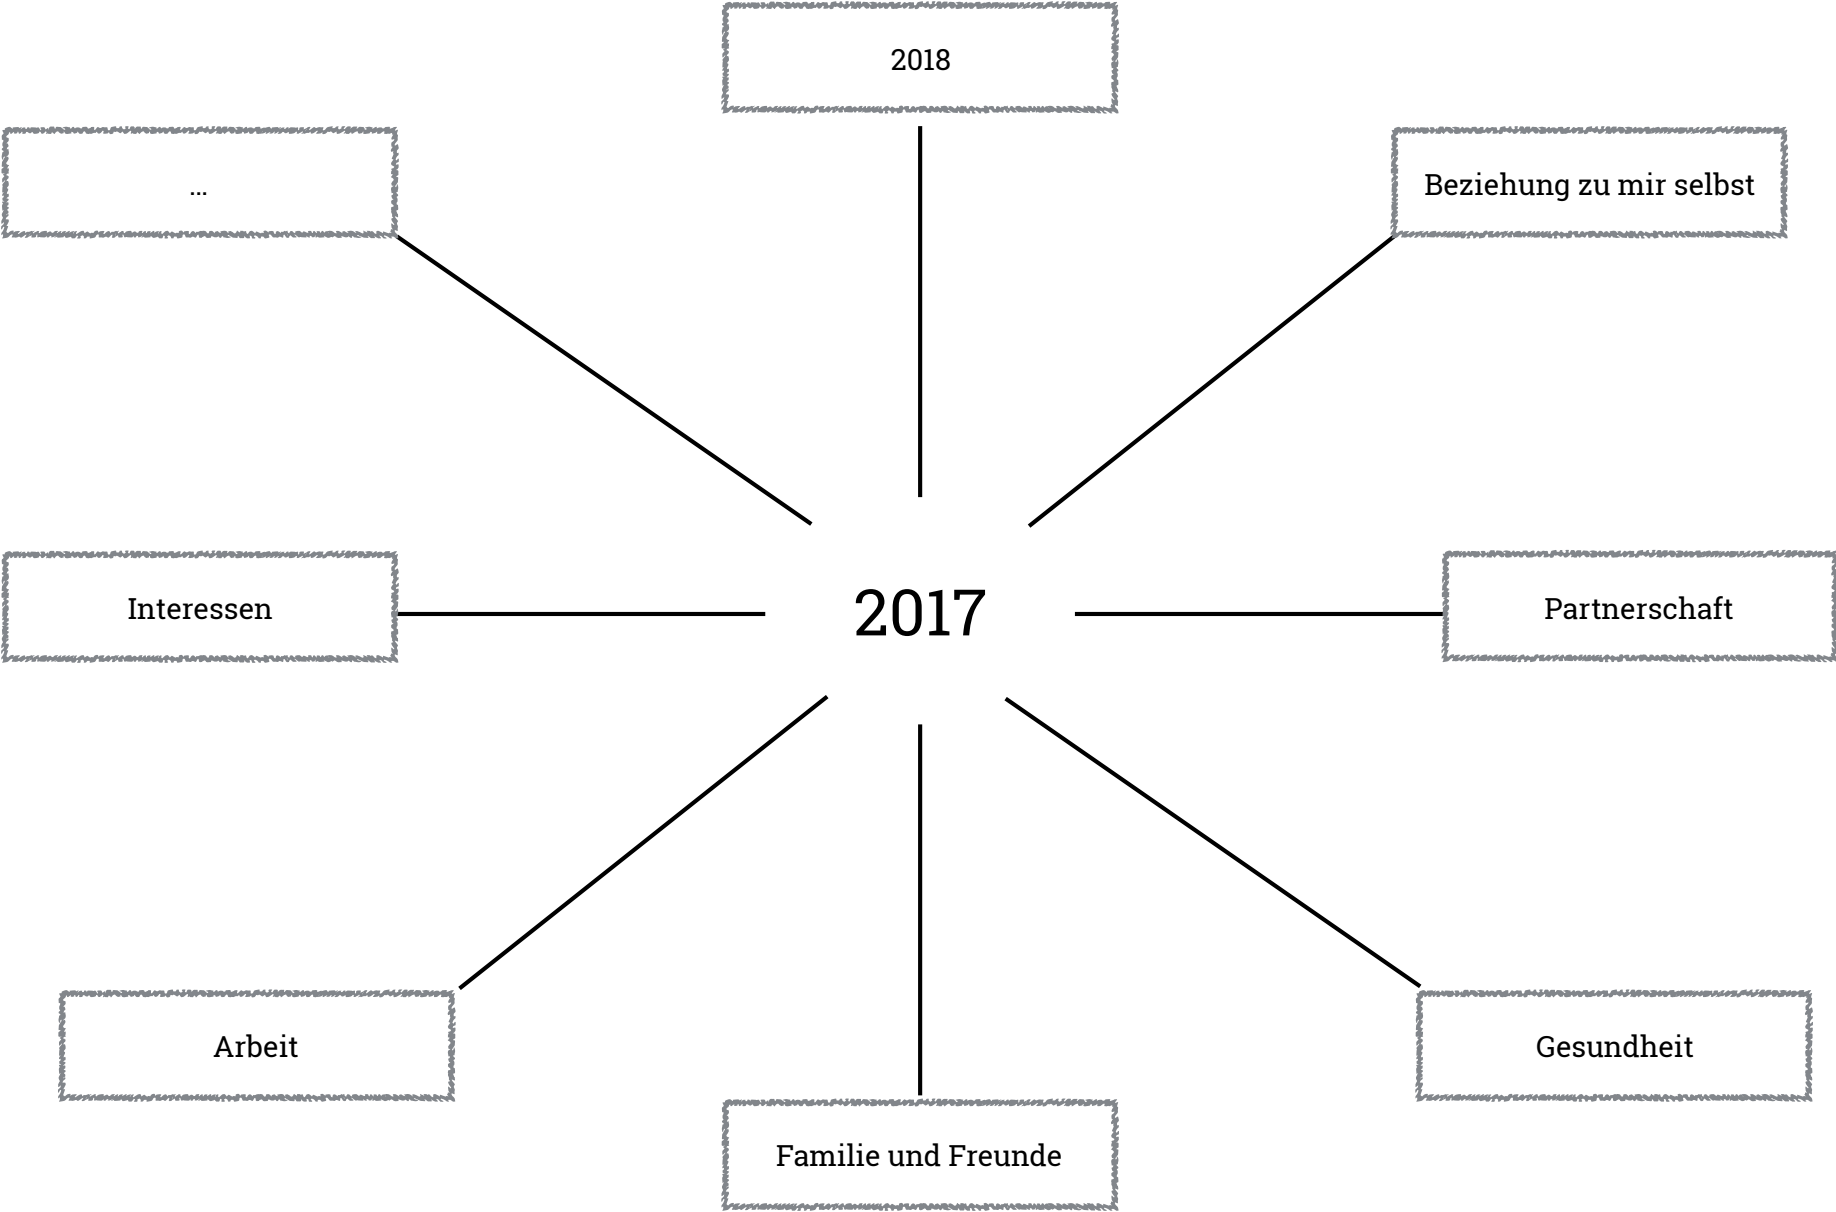 2018
...
Beziehung zu mir selbst
Interessen
2017
Partnerschaft
Arbeit
Gesundheit
Familie und Freunde